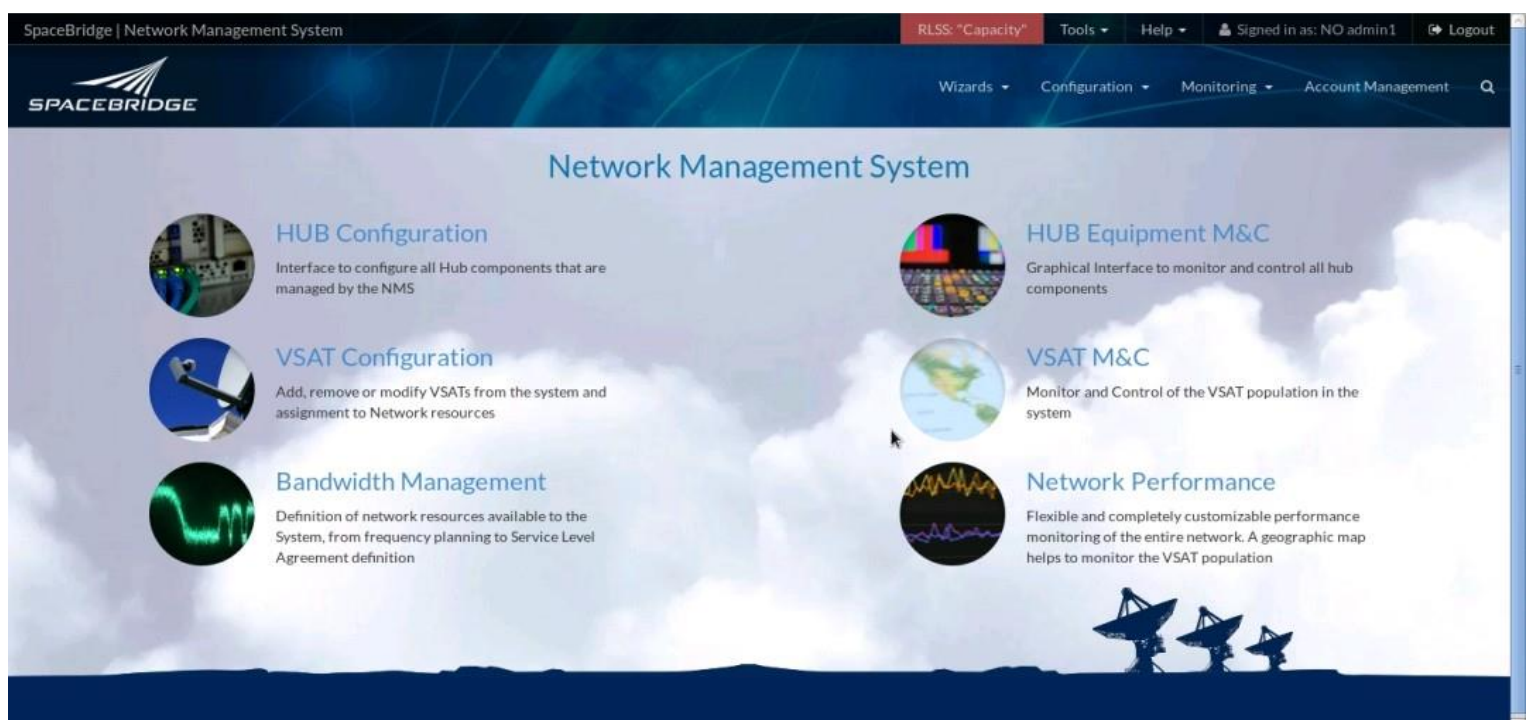 SpaceBridge | Network Management System
RLSS: "Capacity"
Tools
Help
Signed in as: NO admin1
Logout
SPACEBRIDGE
Wizards
Configuration
Monitoring
Account Management
Network Management System
HUB Configuration
Interface to configure all Hub components that are
managed by the NMS
HUB Equipment M&C
Graphical Interface to monitor and control all hub
components
VSAT Configuration
Add, remove or modify VSATs from the system and
assignment to Network resources
VSAT M&C
Monitor and Control of the VSAT population in the
system
Bandwidth Management
Definition of network resources available to the
System, from frequency planning to Service Level
Agreement definition
Network Performance
Flexible and completely customizable performance
monitoring of the entire network. A geographic map
helps to monitor the VSAT population